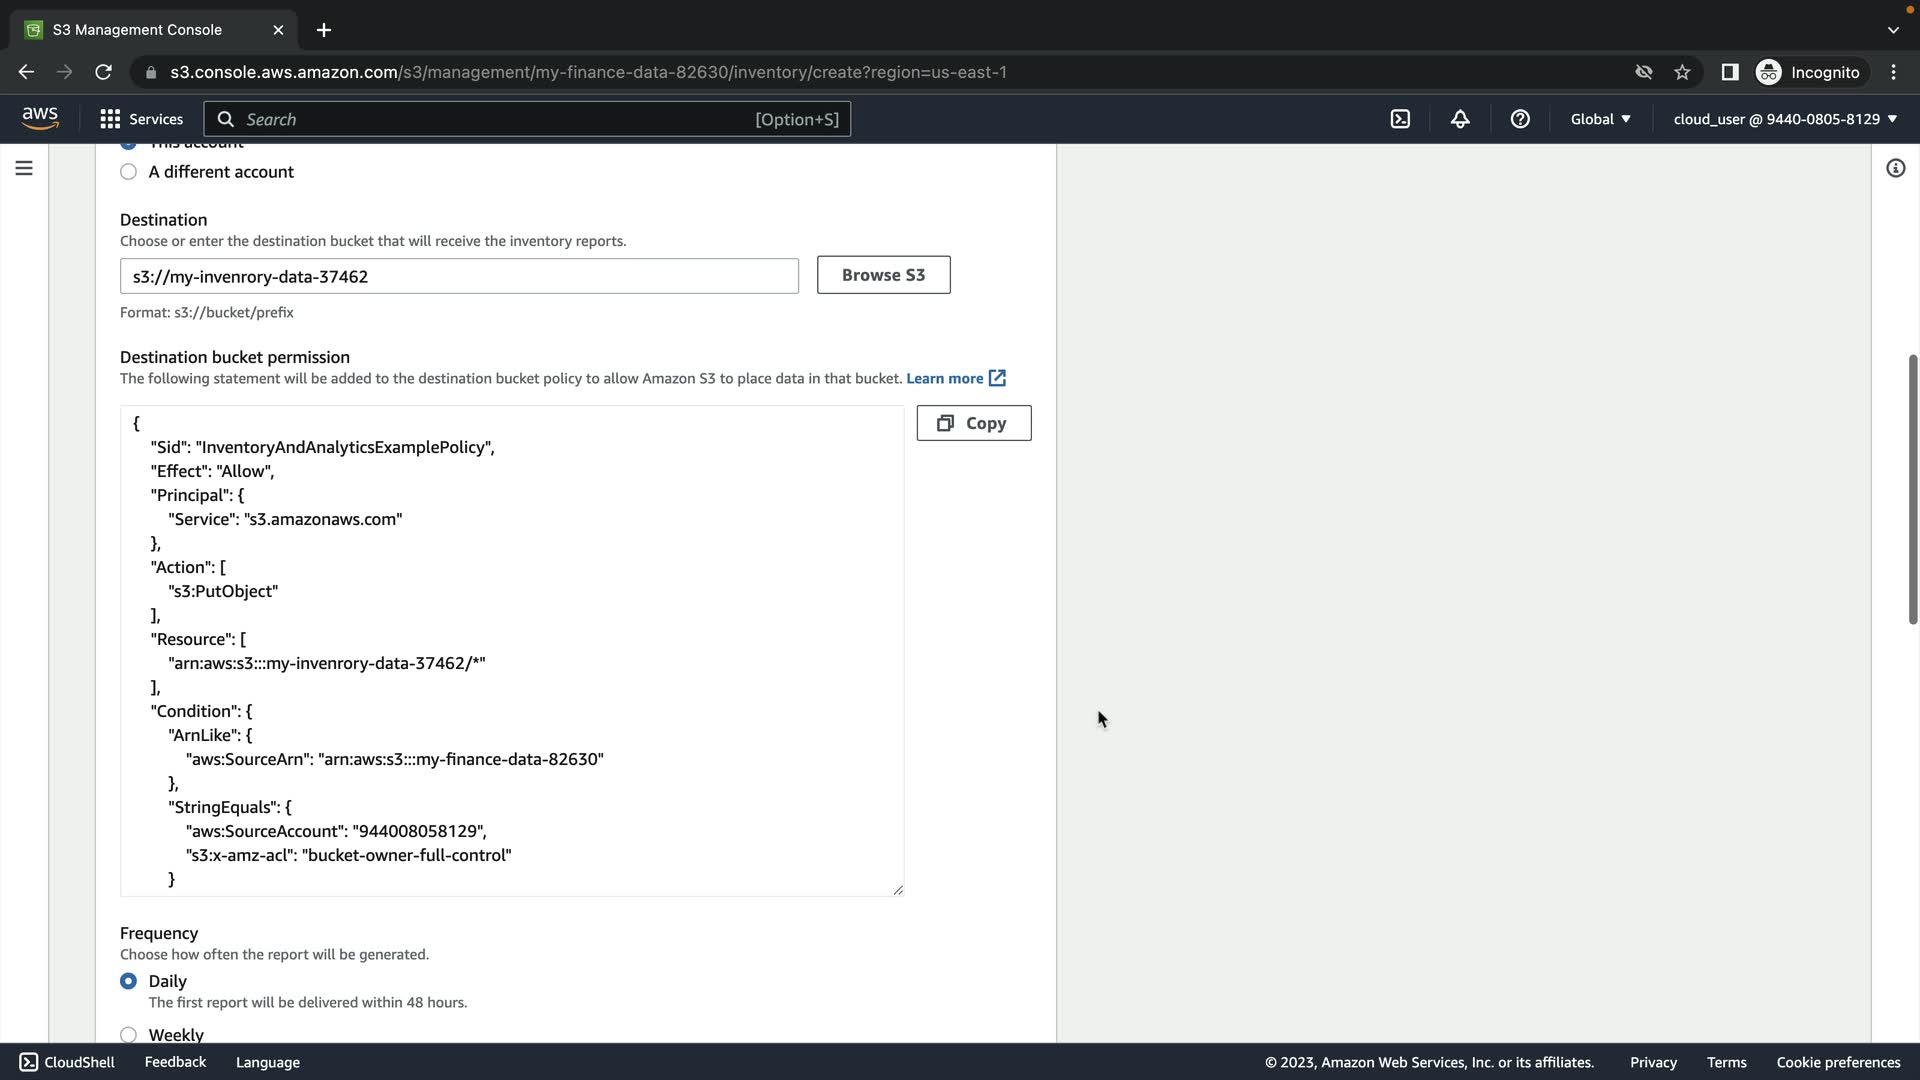 S3 Management Console
s3.console.aws.amazon.com/s3/management/my-finance-data-82630/inventory/create?region=us-east-1
Incognito
aws
Services
Search
[Option+S]
Global
cloud_user @ 9440-0805-8129
This account
A different account
Destination
Choose or enter the destination bucket that will receive the inventory reports.
s3://my-invenrory-data-37462
Browse S3
Format: s3://bucket/prefix
Destination bucket permission
The following statement will be added to the destination bucket policy to allow Amazon S3 to place data in that bucket. Learn more
Copy
{
"Sid": "InventoryAndAnalyticsExamplePolicy",
"Effect": "Allow",
"Principal": {
"Service": "s3.amazonaws.com"
},
"Action": [
"s3:PutObject"
],
"Resource": [
"arn:aws:s3:::my-invenrory-data-37462/*"
],
"Condition": {
"ArnLike": {
"aws:SourceArn": "arn:aws:s3:::my-finance-data-82630"
},
"StringEquals": {
"aws:SourceAccount": "944008058129",
"s3:x-amz-acl": "bucket-owner-full-control"
}
Frequency
Choose how often the report will be generated.
Daily
The first report will be delivered within 48 hours.
Weekly
CloudShell
Feedback
Language
© 2023, Amazon Web Services, Inc. or its affiliates.
Privacy
Terms
Cookie preferences